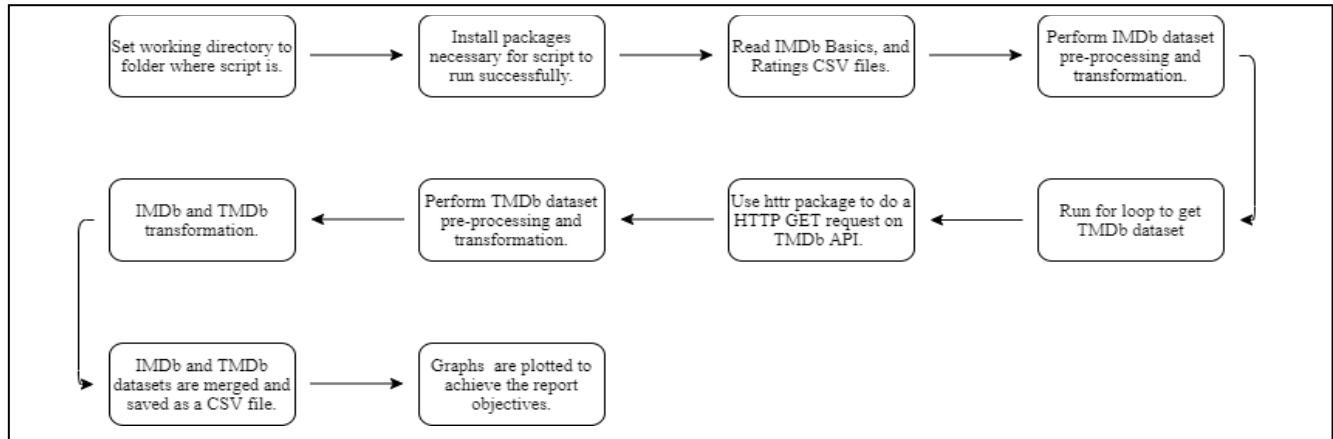 Set working directory to
folder where script is.
Install packages
necessary for script to
run successfully.
Read IMDb Basics, and
Ratings CSV files.
Perform IMDb dataset
pre-processing and
transformation.
Run for loop to get
TMDb dataset
Use httr package to do a
HTTP GET request on
TMDb API.
Perform TMDb dataset
pre-processing and
transformation.
IMDb and TMDb
transformation.
IMDb and TMDb
datasets are merged and
saved as a CSV file.
Graphs are plotted to
achieve the report
objectives.